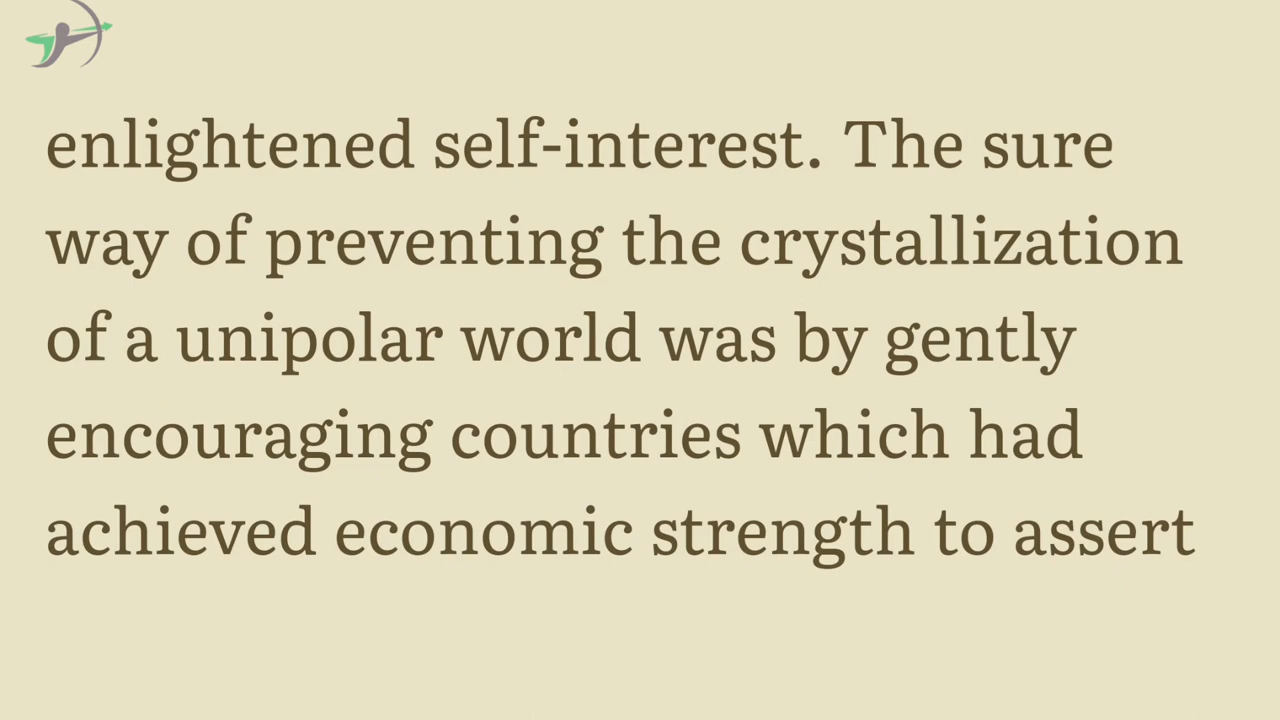 enlightened self-interest. The sure
way of preventing the crystallization
of a unipolar world was by gently
encouraging countries which had
achieved economic strength to assert